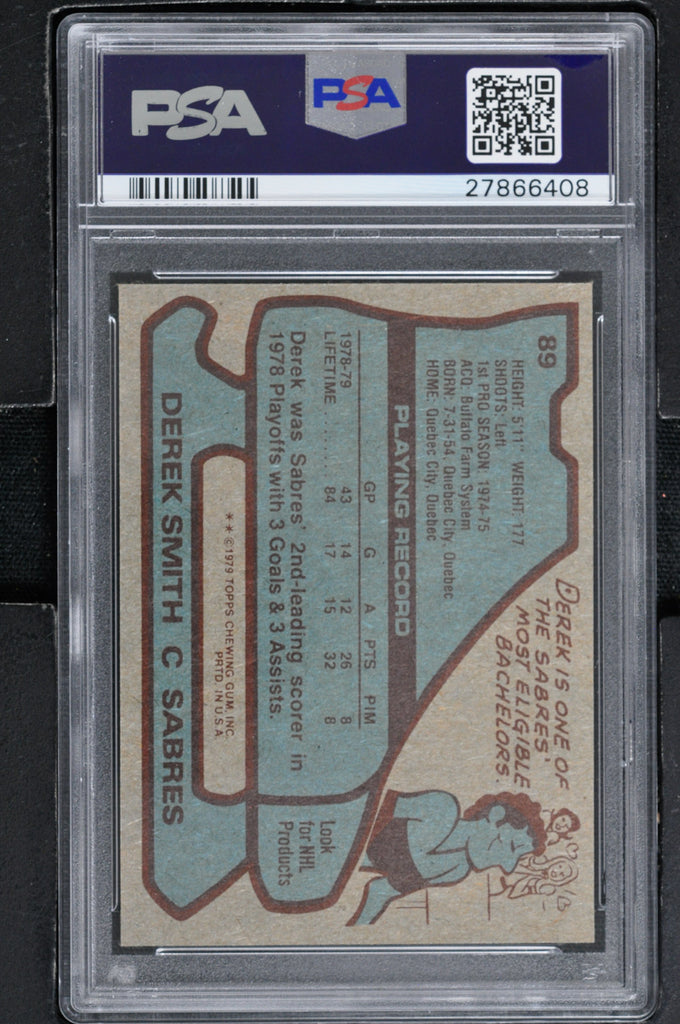 PSA
PSA
27866408
89
HEIGHT: 5'11" WEIGHT: 177
SHOOTS: Left
1st PRO SEASON: 1974-75
ACQ: Buffalo Farm System
BORN: 7-31-54, Quebec City, Quebec
HOME: Quebec City, Quebec
DEREK IS ONE OF
THE SABRES'
MOST ELIGIBLE
BACHELORS.
PLAYING RECORD
GP G A PTS PIM
1978-79 43 14 12 26 8
LIFETIME .......... 84 17 15 32 8
Derek was Sabres' 2nd-leading scorer in
1978 Playoffs with 3 Goals & 3 Assists.
Look
for NHL
Products
** ©1979 TOPPS CHEWING GUM, INC.
PRTD. IN U.S.A.
DEREK SMITH C SABRES